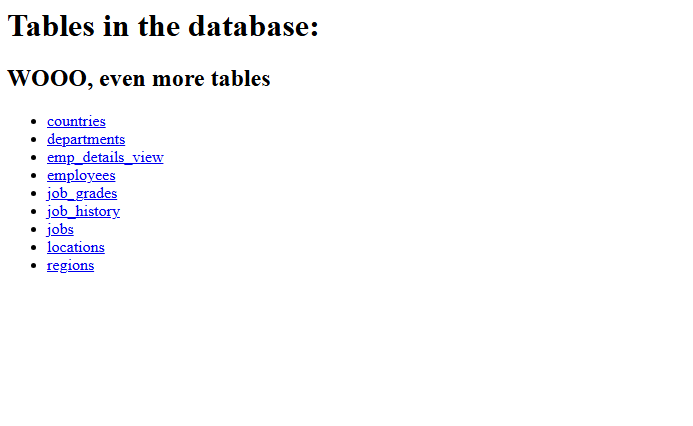 Tables in the database:
WOOO, even more tables
countries
departments
emp_details_view
employees
job_grades
job_history
jobs
locations
regions